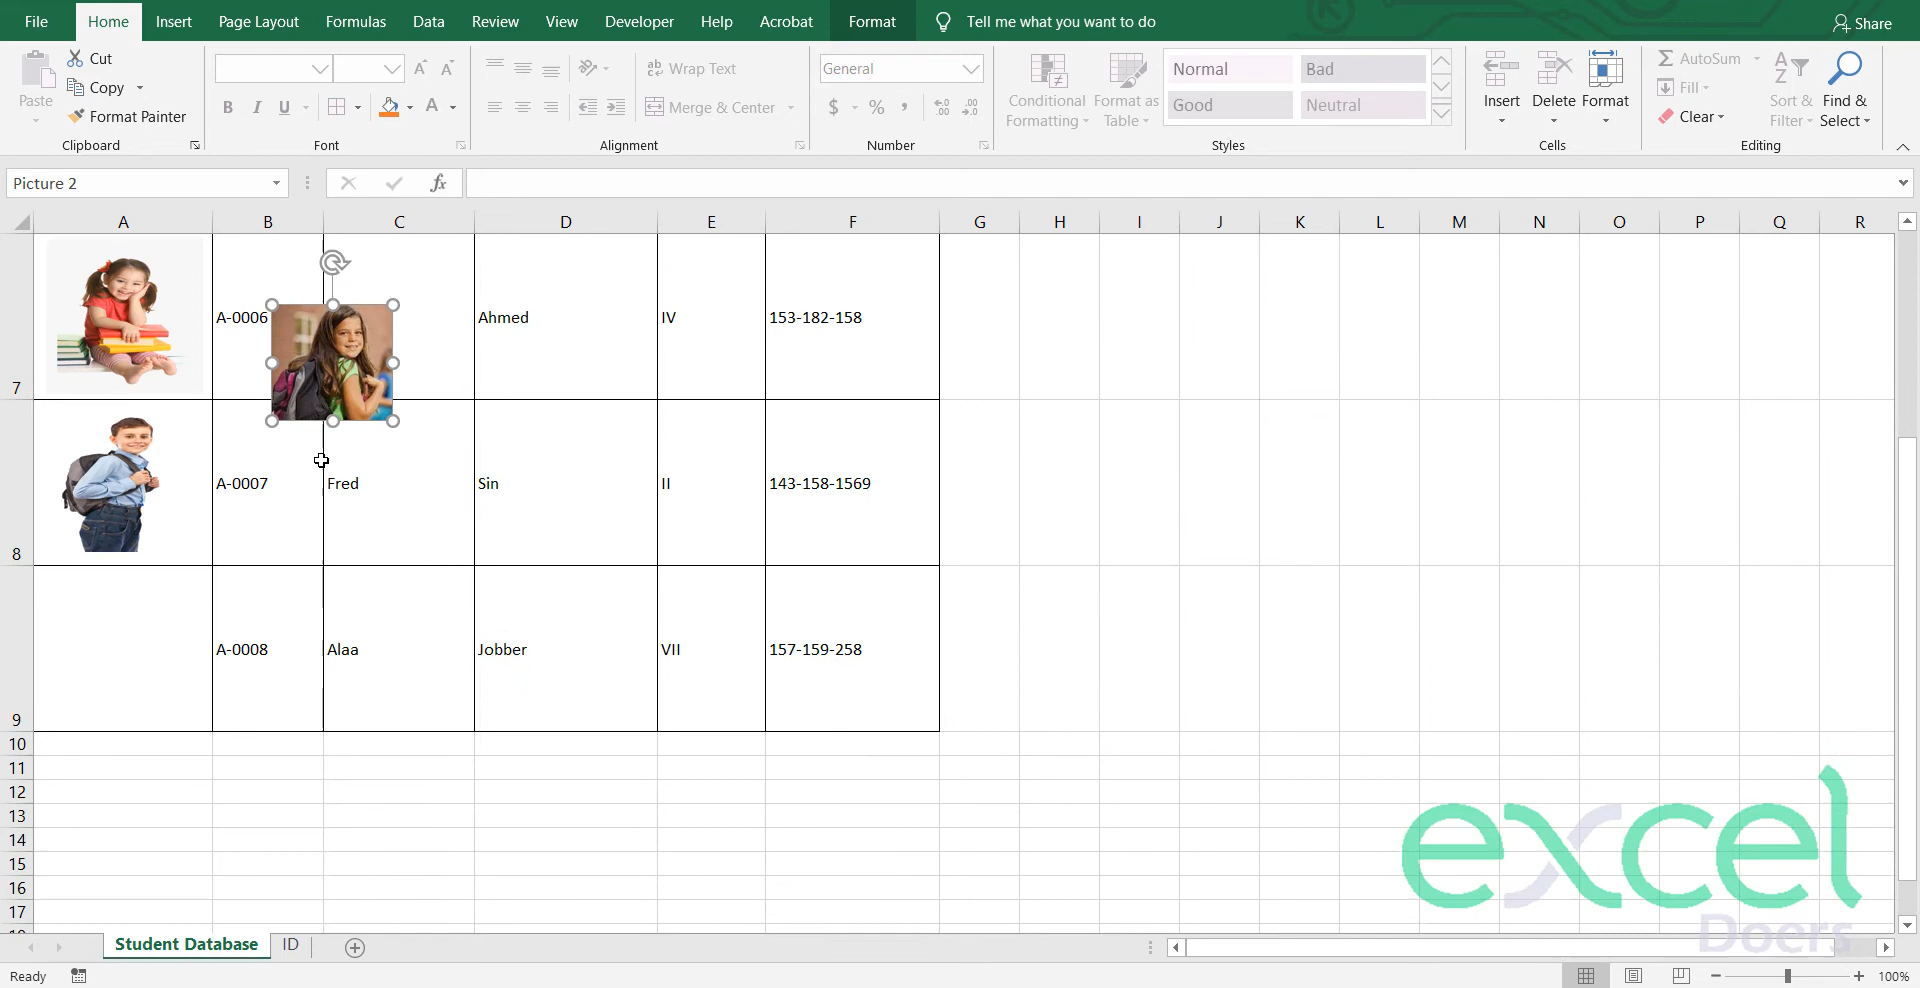 File Home Insert Page Layout Formulas Data Review View Developer Help Acrobat Format Tell me what you want to do Share
Cut
Copy
Format Painter
Paste
Clipboard
B I U A
Font
Wrap Text
Merge & Center
Alignment
General
$ %
Number
Conditional Formatting
Format as Table
Normal Bad
Good Neutral
Styles
Insert Delete Format
Cells
AutoSum
Fill
Clear
Sort & Filter
Find & Select
Editing
Picture 2
fx
A B C D E F G H I J K L M N O P Q R
7 A-0006 Ahmed IV 153-182-158
8 A-0007 Fred Sin II 143-158-1569
9 A-0008 Alaa Jobber VII 157-159-258
10
11
12
13
14
15
16
17
excel
Doers
Student Database ID
Ready
100%